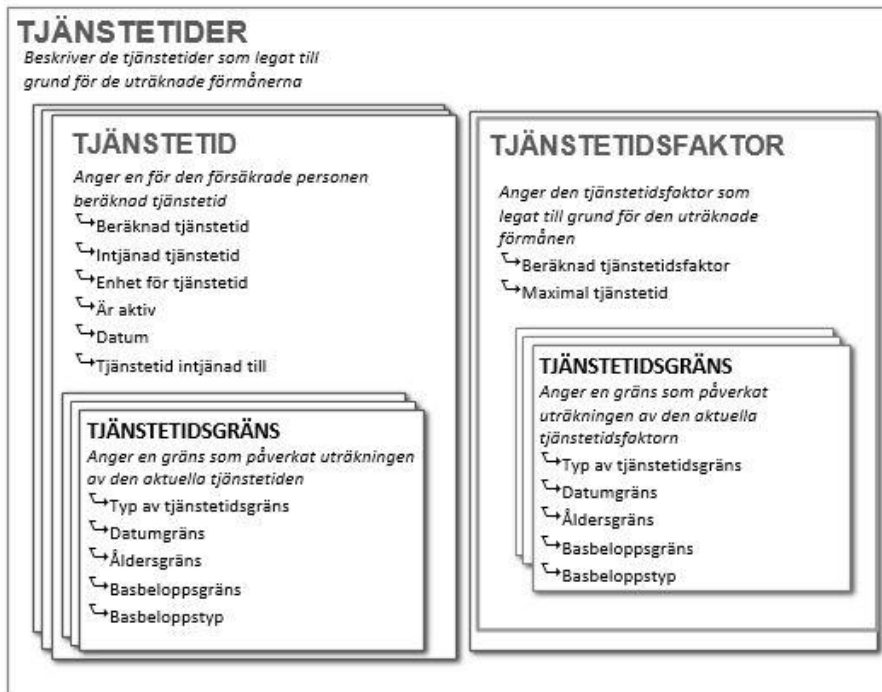 TJÄNSTETIDER
Beskriver de tjänstetider som legat till
grund för de uträknade förmånerna
TJÄNSTETID
Anger en för den försäkrade personen
beräknad tjänstetid
Beräknad tjänstetid
Intjänad tjänstetid
Enhet för tjänstetid
Är aktiv
Datum
Tjänstetid intjänad till
TJÄNSTETIDSGRÄNS
Anger en gräns som påverkat uträkningen
av den aktuella tjönstetiden
Typ av tjänstetidsgräns
Datumgräns
Åldersgräns
Basbeloppsgräns
Basbeloppstyp
TJÄNSTETIDSFAKTOR
Anger den tjänstetidsfaktor som
legat till grund för den uträknade
förmånen
Beräknad tjänstetidsfaktor
Maximal tjänstetid
TJÄNSTETIDSGRÄNS
Anger en gräns som påverkat
uträkningen av den aktuella
tjänstetidsfaktorn
Typ av tjänstetidsgräns
Datumgräns
Åldersgräns
Basbeloppsgräns
Basbeloppstyp